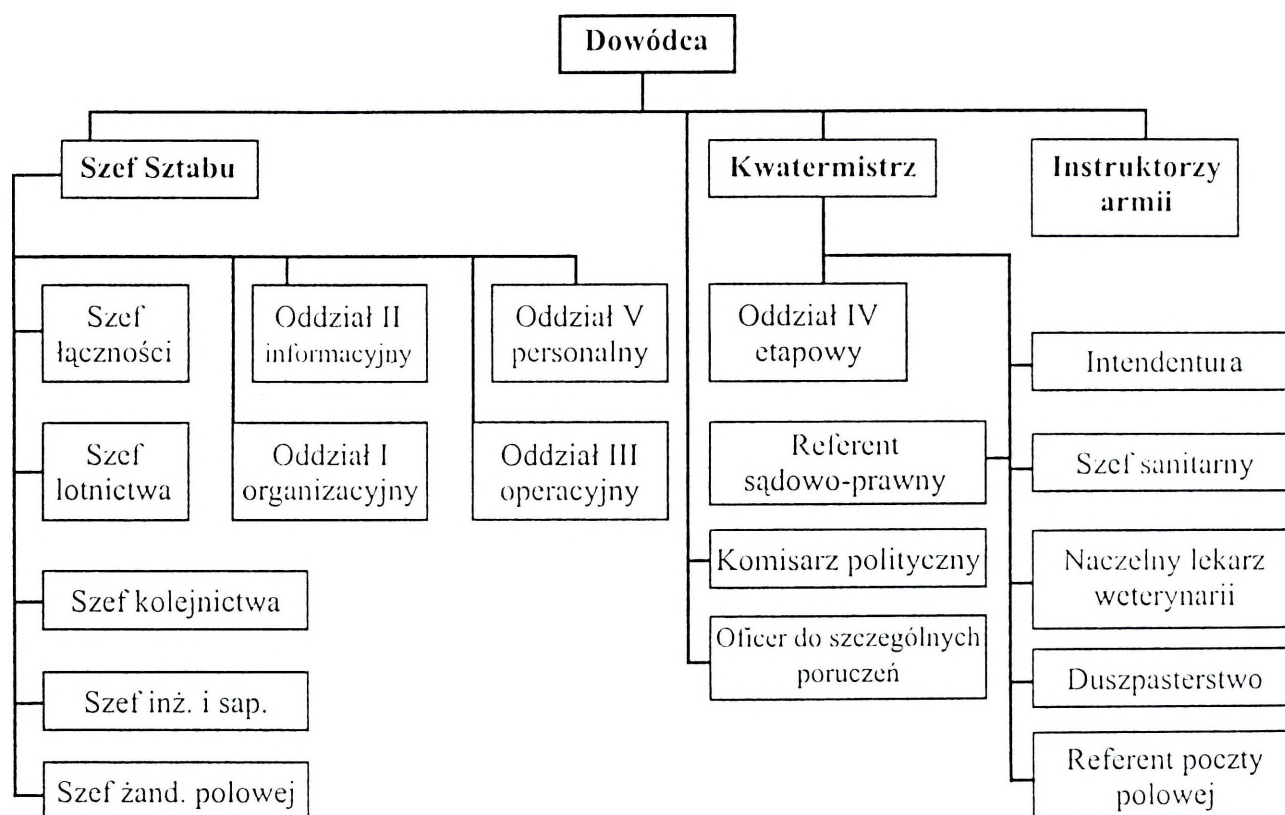 Dowódca
Szef Sztabu
Kwatermistrz
Instruktorzy
armii
Szef
łączności
Oddział II
informacyjny
Oddział V
personalny
Oddział IV
etapowy
Intendentura
Szef
lotnictwa
Oddział I
organizacyjny
Oddział III
operacyjny
Referent
sądowo-prawny
Szef sanitarny
Komisarz polityczny
Naczelny lekarz
weterynarii
Szef kolejnictwa
Oficer do szczególnych
poruczeń
Szef inż. i sap.
Duszpasterstwo
Szef żand. polowej
Referent poczty
polowej